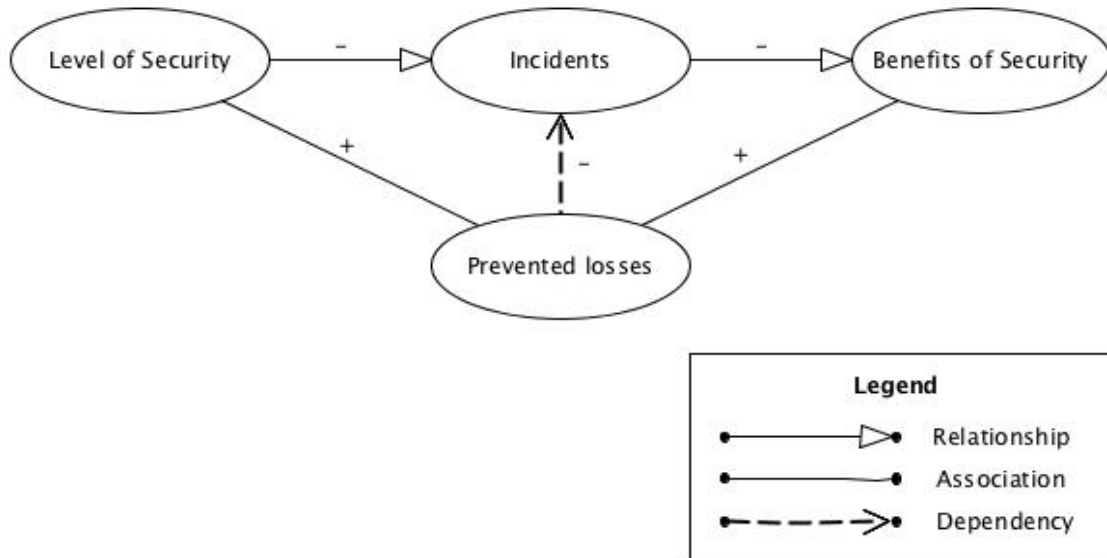 Level of Security
-
Incidents
-
Benefits of Security
+
-
+
Prevented losses
Legend
Relationship
Association
Dependency